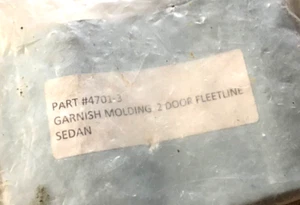 PART #4701-3
GARNISH MOLDING, 2 DOOR FLEETLINE
SEDAN